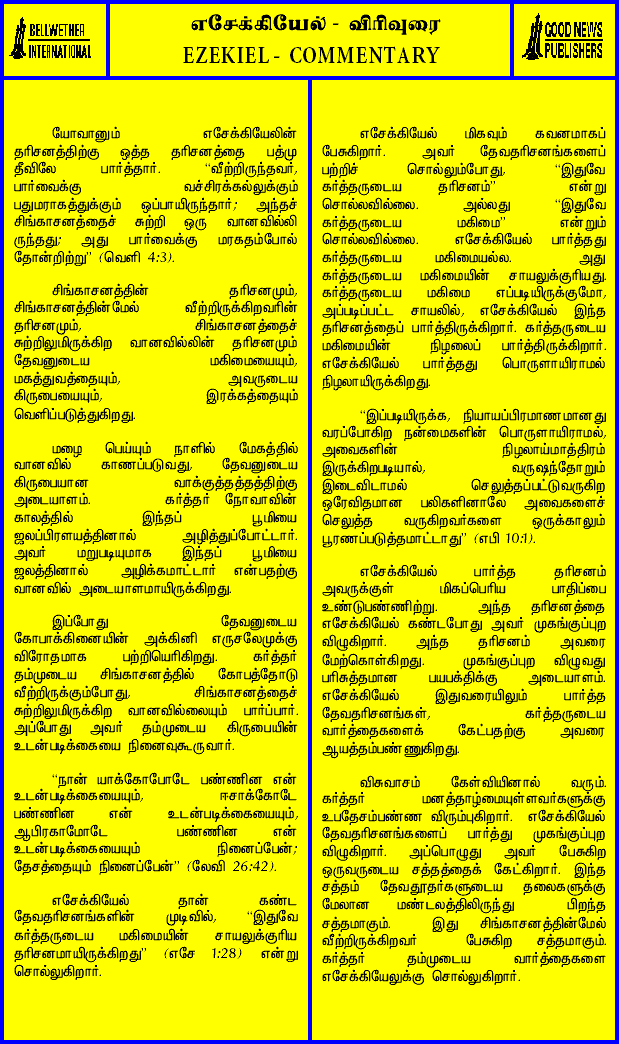 BELLWETHER
INTERNATIONAL
எசேக்கியேல் - விரிவுரை
EZEKIEL - COMMENTARY
GOOD NEWS
PUBLISHERS
யோவானும் எசேக்கியேலின்
தரிசனத்திற்கு ஒத்த தரிசனத்தை பத்மு
தீவிலே பார்த்தார். "வீற்றிருந்தவர்,
பார்வைக்கு வச்சிரக்கல்லுக்கும்
பதுமராகத்துக்கும் ஒப்பாயிருந்தார்; அந்தச்
சிங்காசனத்தைச் சுற்றி ஒரு வானவில்லி
ருந்தது; அது பார்வைக்கு மரகதம்போல்
தோன்றிற்று" (வெளி 4:3).
சிங்காசனத்தின் தரிசனமும்,
சிங்காசனத்தின்மேல் வீற்றிருக்கிறவரின்
தரிசனமும், சிங்காசனத்தைச்
சுற்றிலுமிருக்கிற வானவில்லின் தரிசனமும்
தேவனுடைய மகிமையையும்,
மகத்துவத்தையும், அவருடைய
கிருபையையும், இரக்கத்தையும்
வெளிப்படுத்துகிறது.
மழை பெய்யும் நாளில் மேகத்தில்
வானவில் காணப்படுவது, தேவனுடைய
கிருபையான வாக்குத்தத்தத்திற்கு
அடையாளம். கர்த்தர் நோவாவின்
காலத்தில் இந்தப் பூமியை
ஜலப்பிரளயத்தினால் அழித்துப்போட்டார்.
அவர் மறுபடியுமாக இந்தப் பூமியை
ஜலத்தினால் அழிக்கமாட்டார் என்பதற்கு
வானவில் அடையாளமாயிருக்கிறது.
இப்போது தேவனுடைய
கோபாக்கினையின் அக்கினி எருசலேமுக்கு
விரோதமாக பற்றியெரிகிறது. கர்த்தர்
தம்முடைய சிங்காசனத்தில் கோபத்தோடு
வீற்றிருக்கும்போது, சிங்காசனத்தைச்
சுற்றிலுமிருக்கிற வானவில்லையும் பார்ப்பார்.
அப்போது அவர் தம்முடைய கிருபையின்
உடன்படிக்கையை நினைவுகூருவார்.
"நான் யாக்கோபோடே பண்ணின என்
உடன்படிக்கையையும், ஈசாக்கோடே
பண்ணின என் உடன்படிக்கையையும்,
ஆபிரகாமோடே பண்ணின என்
உடன்படிக்கையையும் நினைப்பேன்;
தேசத்தையும் நினைப்பேன்" (லேவி 26:42).
எசேக்கியேல் தான் கண்ட
தேவதரிசனங்களின் முடிவில், "இதுவே
கர்த்தருடைய மகிமையின் சாயலுக்குரிய
தரிசனமாயிருக்கிறது" (எசே 1:28) என்று
சொல்லுகிறார்.
எசேக்கியேல் மிகவும் கவனமாகப்
பேசுகிறார். அவர் தேவதரிசனங்களைப்
பற்றிச் சொல்லும்போது, "இதுவே
கர்த்தருடைய தரிசனம்" என்று
சொல்லவில்லை. அல்லது "இதுவே
கர்த்தருடைய மகிமை" என்றும்
சொல்லவில்லை. எசேக்கியேல் பார்த்தது
கர்த்தருடைய மகிமையல்ல. அது
கர்த்தருடைய மகிமையின் சாயலுக்குரியது.
கர்த்தருடைய மகிமை எப்படியிருக்குமோ,
அப்படிப்பட்ட சாயலில், எசேக்கியேல் இந்த
தரிசனத்தைப் பார்த்திருக்கிறார். கர்த்தருடைய
மகிமையின் நிழலைப் பார்த்திருக்கிறார்.
எசேக்கியேல் பார்த்தது பொருளாயிராமல்
நிழலாயிருக்கிறது.
"இப்படியிருக்க, நியாயப்பிரமாணமானது
வரப்போகிற நன்மைகளின் பொருளாயிராமல்,
அவைகளின் நிழலாய்மாத்திரம்
இருக்கிறபடியால், வருஷந்தோறும்
இடைவிடாமல் செலுத்தப்பட்டுவருகிற
ஒரேவிதமான பலிகளினாலே அவைகளைச்
செலுத்த வருகிறவர்களை ஒருக்காலும்
பூரணப்படுத்தமாட்டாது" (எபி 10:1).
எசேக்கியேல் பார்த்த தரிசனம்
அவருக்குள் மிகப்பெரிய பாதிப்பை
உண்டுபண்ணிற்று. அந்த தரிசனத்தை
எசேக்கியேல் கண்டபோது அவர் முகங்குப்புற
விழுகிறார். அந்த தரிசனம் அவரை
மேற்கொள்கிறது. முகங்குப்புற விழுவது
பரிசுத்தமான பயபக்திக்கு அடையாளம்.
எசேக்கியேல் இதுவரையிலும் பார்த்த
தேவதரிசனங்கள், கர்த்தருடைய
வார்த்தைகளைக் கேட்பதற்கு அவரை
ஆயத்தம்பண்ணுகிறது.
விசுவாசம் கேள்வியினால் வரும்.
கர்த்தர் மனத்தாழ்மையுள்ளவர்களுக்கு
உபதேசம்பண்ண விரும்புகிறார். எசேக்கியேல்
தேவதரிசனங்களைப் பார்த்து முகங்குப்புற
விழுகிறார். அப்பொழுது அவர் பேசுகிற
ஒருவருடைய சத்தத்தைக் கேட்கிறார். இந்த
சத்தம் தேவதூதர்களுடைய தலைகளுக்கு
மேலான மண்டலத்திலிருந்து பிறந்த
சத்தமாகும். இது சிங்காசனத்தின்மேல்
வீற்றிருக்கிறவர் பேசுகிற சத்தமாகும்.
கர்த்தர் தம்முடைய வார்த்தைகளை
எசேக்கியேலுக்கு சொல்லுகிறார்.